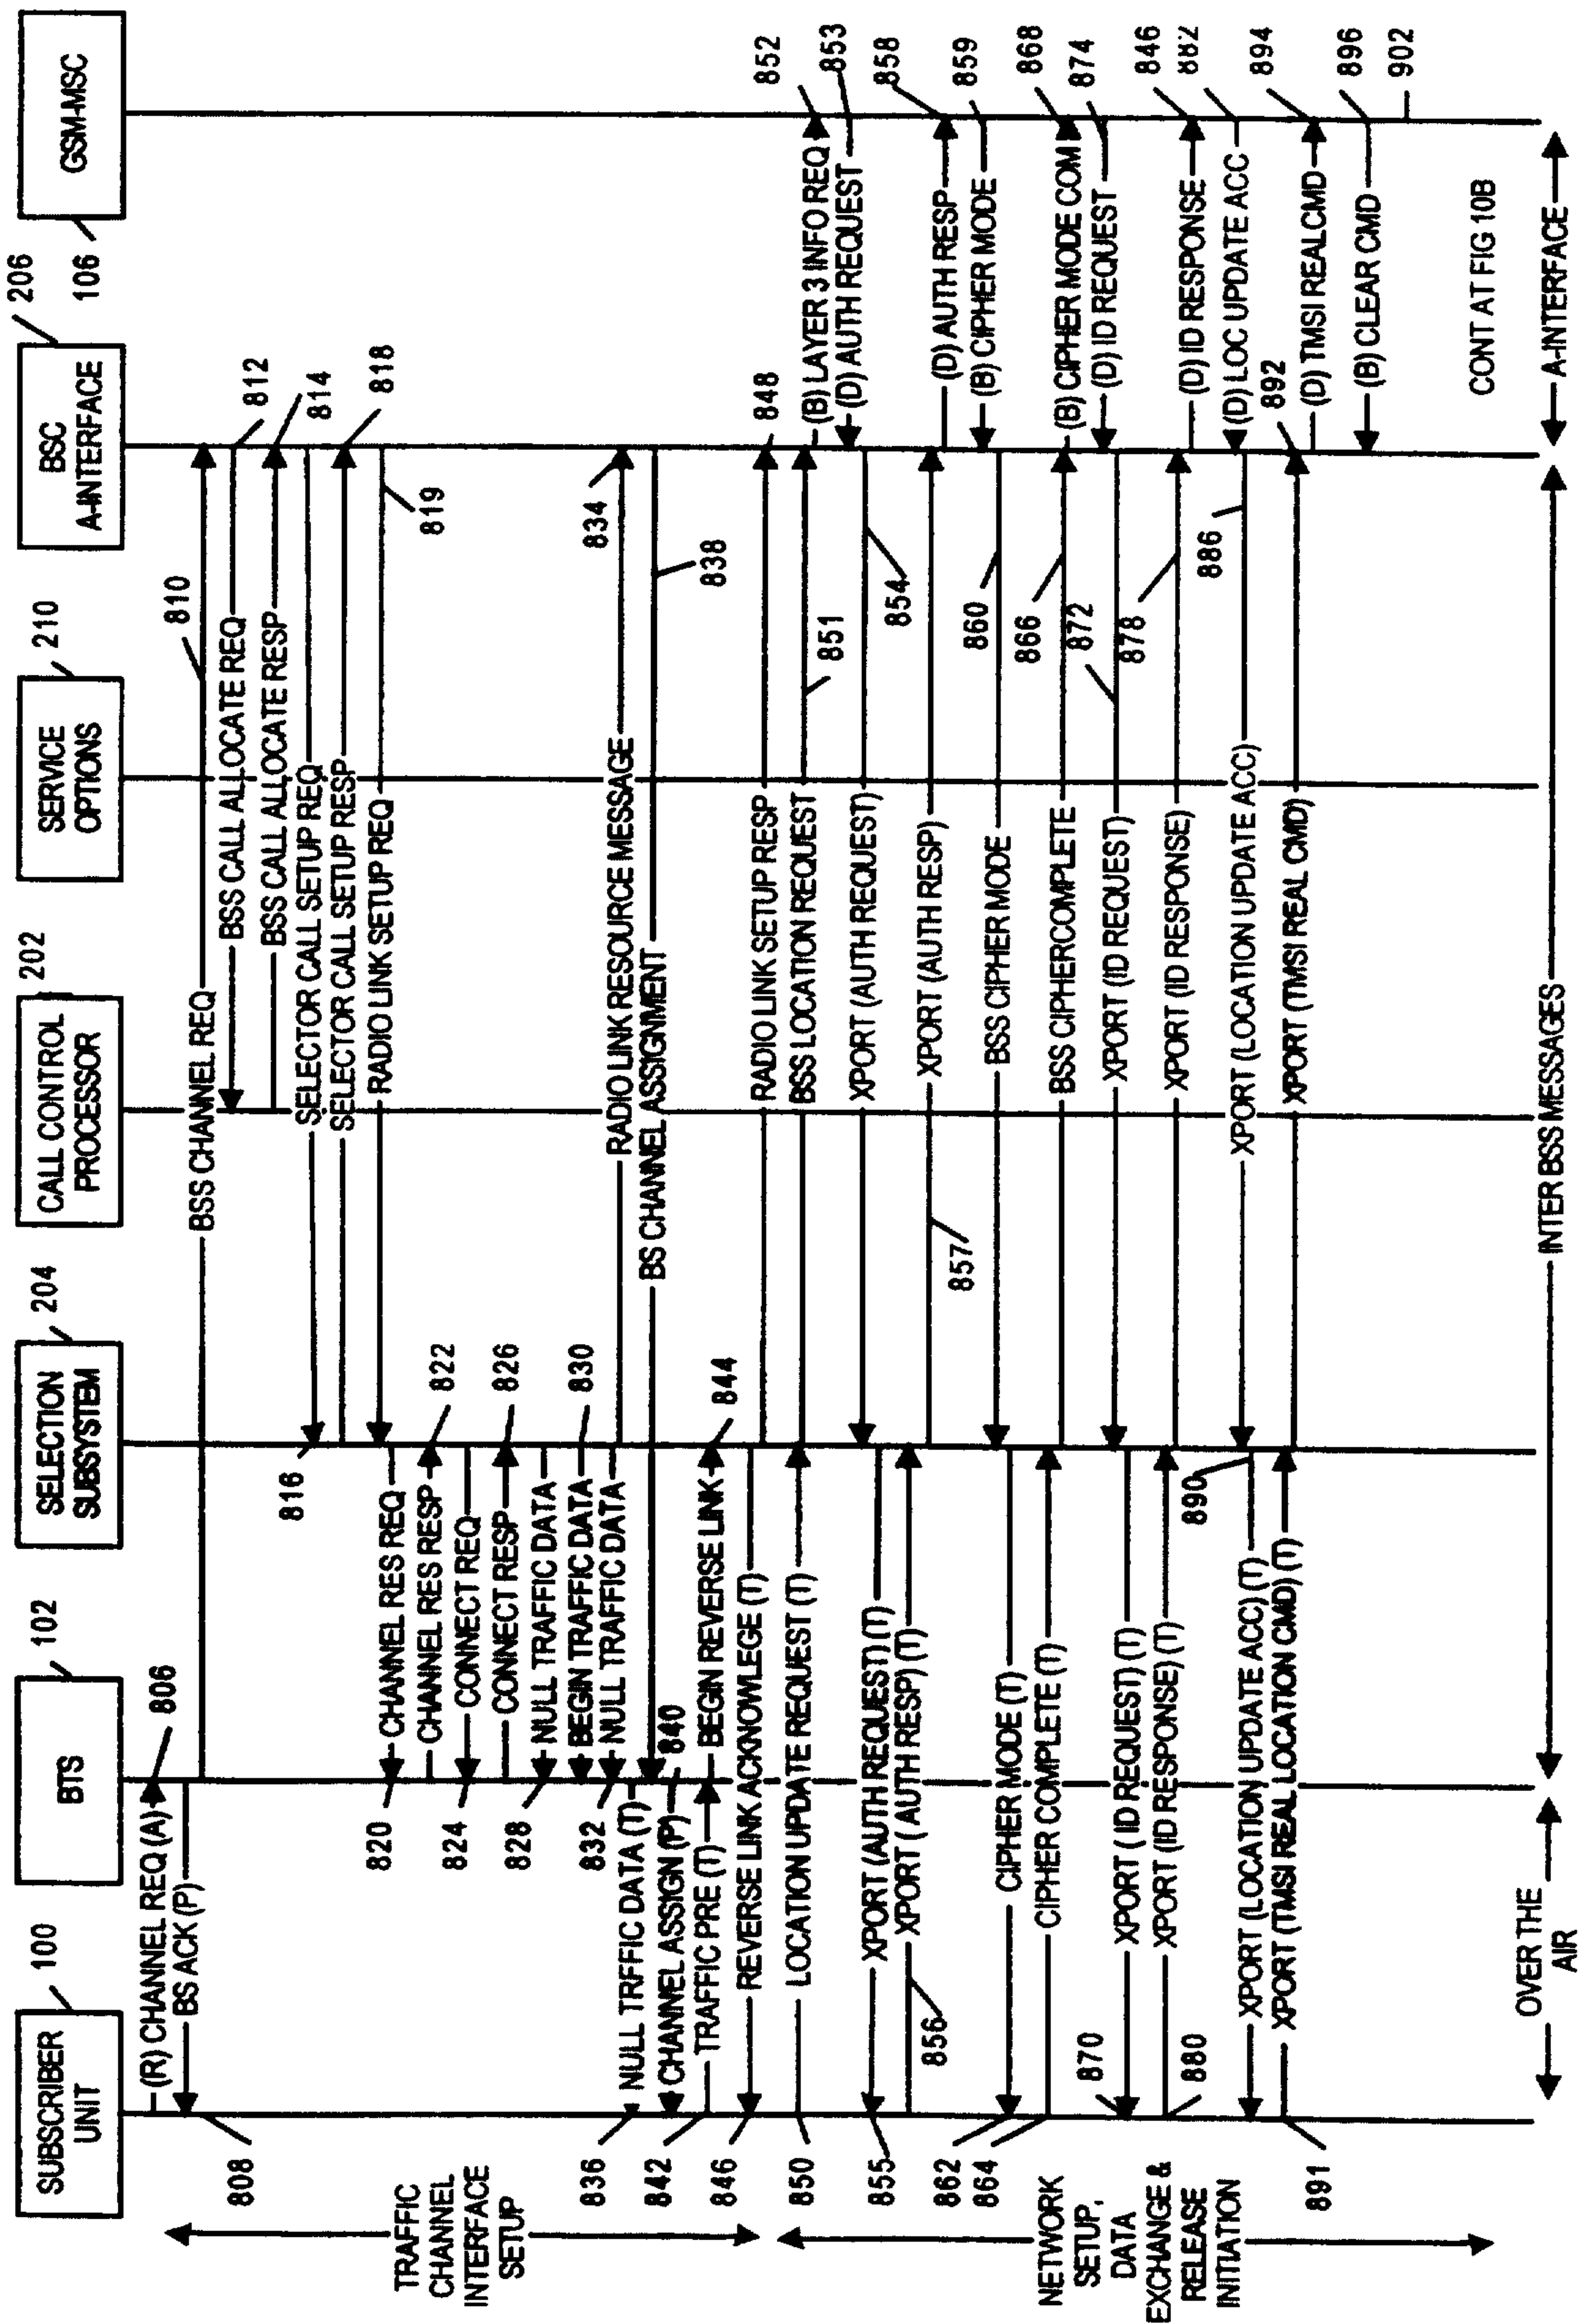 SUBSCRIBER
UNIT
100
BTS
102
SELECTION
SUBSYSTEM
204
CALL CONTROL
PROCESSOR
202
SERVICE
OPTIONS
210
BSC
A-INTERFACE
206
GSM-MSC
106
(R) CHANNEL REQ (A)
806
BS ACK (P)
808
BSS CHANNEL REQ
810
BSS CALL ALLOCATE REQ
812
BSS CALL ALLOCATE RESP
814
SELECTOR CALL SETUP REQ
816
SELECTOR CALL SETUP RESP
818
RADIO LINK SETUP REQ
819
820
CHANNEL RES REQ
CHANNEL RES RESP
822
824
CONNECT REQ
CONNECT RESP
826
828
NULL TRAFFIC DATA
BEGIN TRAFFIC DATA
830
832
NULL TRAFFIC DATA
RADIO LINK RESOURCE MESSAGE
834
836
NULL TRFFIC DATA (T)
BS CHANNEL ASSIGNMENT
838
CHANNEL ASSIGN (P)
840
842
TRAFFIC PRE (T)
BEGIN REVERSE LINK
844
846
REVERSE LINK ACKNOWLEGE (T)
RADIO LINK SETUP RESP
848
850
LOCATION UPDATE REQUEST (T)
BSS LOCATION REQUEST
851
(B) LAYER 3 INFO REQ
852
(D) AUTH REQUEST
853
XPORT (AUTH REQUEST)
854
855
XPORT (AUTH REQUEST) (T)
XPORT ( AUTH RESP) (T)
856
XPORT (AUTH RESP)
857
(D) AUTH RESP
858
(B) CIPHER MODE
859
BSS CIPHER MODE
860
862
CIPHER MODE (T)
864
CIPHER COMPLETE (T)
BSS CIPHERCOMPLETE
866
(B) CIPHER MODE COM
868
(D) ID REQUEST
874
XPORT (ID REQUEST)
872
870
XPORT ( ID REQUEST) (T)
XPORT (ID RESPONSE) (T)
880
XPORT (ID RESPONSE)
878
(D) ID RESPONSE
846
(D) LOC UPDATE ACC
882
XPORT (LOCATION UPDATE ACC)
886
890
XPORT (LOCATION UPDATE ACC) (T)
XPORT (TMSI REAL LOCATION CMD) (T)
891
XPORT (TMSI REAL CMD)
892
(D) TMSI REALCMD
894
(B) CLEAR CMD
896
902
CONT AT FIG 10B
TRAFFIC
CHANNEL
INTERFACE
SETUP
NETWORK
SETUP,
DATA
EXCHANGE &
RELEASE
INITIATION
OVER THE
AIR
INTER BSS MESSAGES
A-INTERFACE